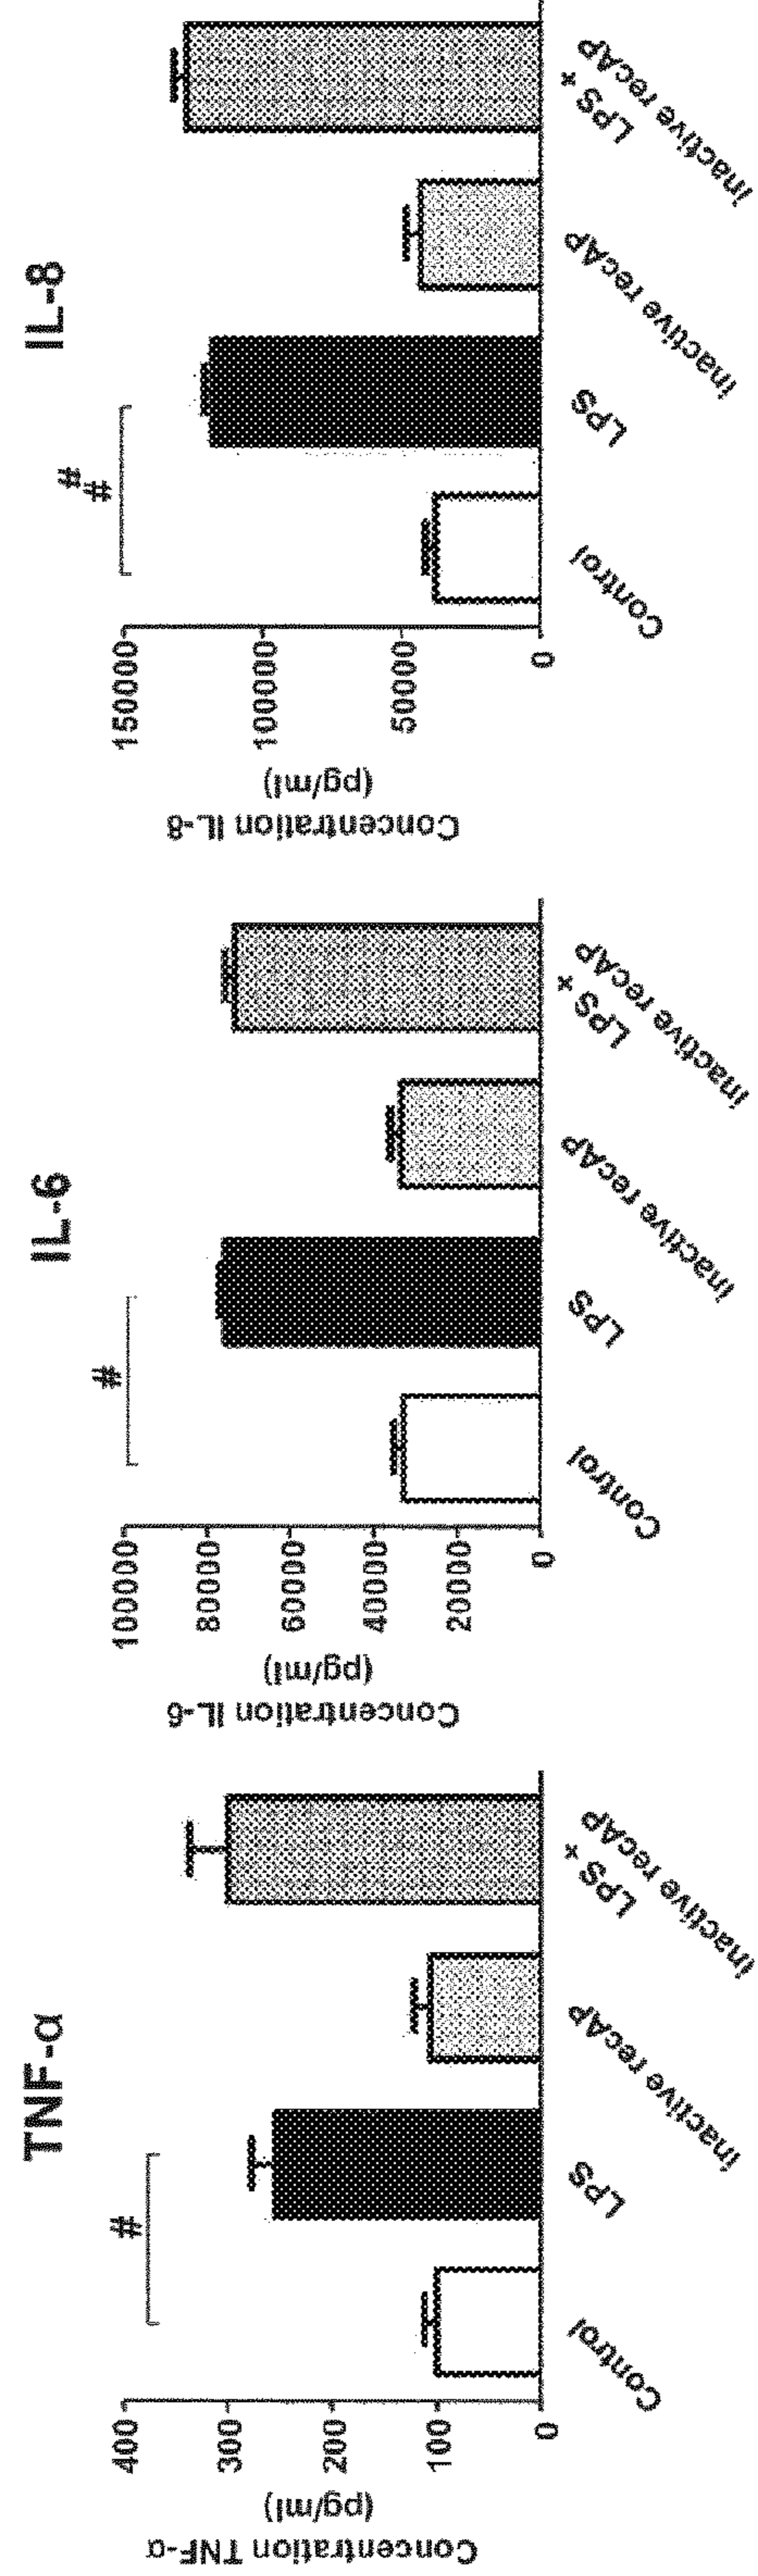 TNF-α
#
Concentration TNF-α
(pg/ml)
400
300
200
100
0
Control
LPS
inactive recAP
LPS +
inactive recAP
IL-6
#
Concentration IL-6
(pg/ml)
100000
80000
60000
40000
20000
0
Control
LPS
inactive recAP
LPS +
inactive recAP
IL-8
##
Concentration IL-8
(pg/ml)
150000
100000
50000
0
Control
LPS
inactive recAP
LPS +
inactive recAP